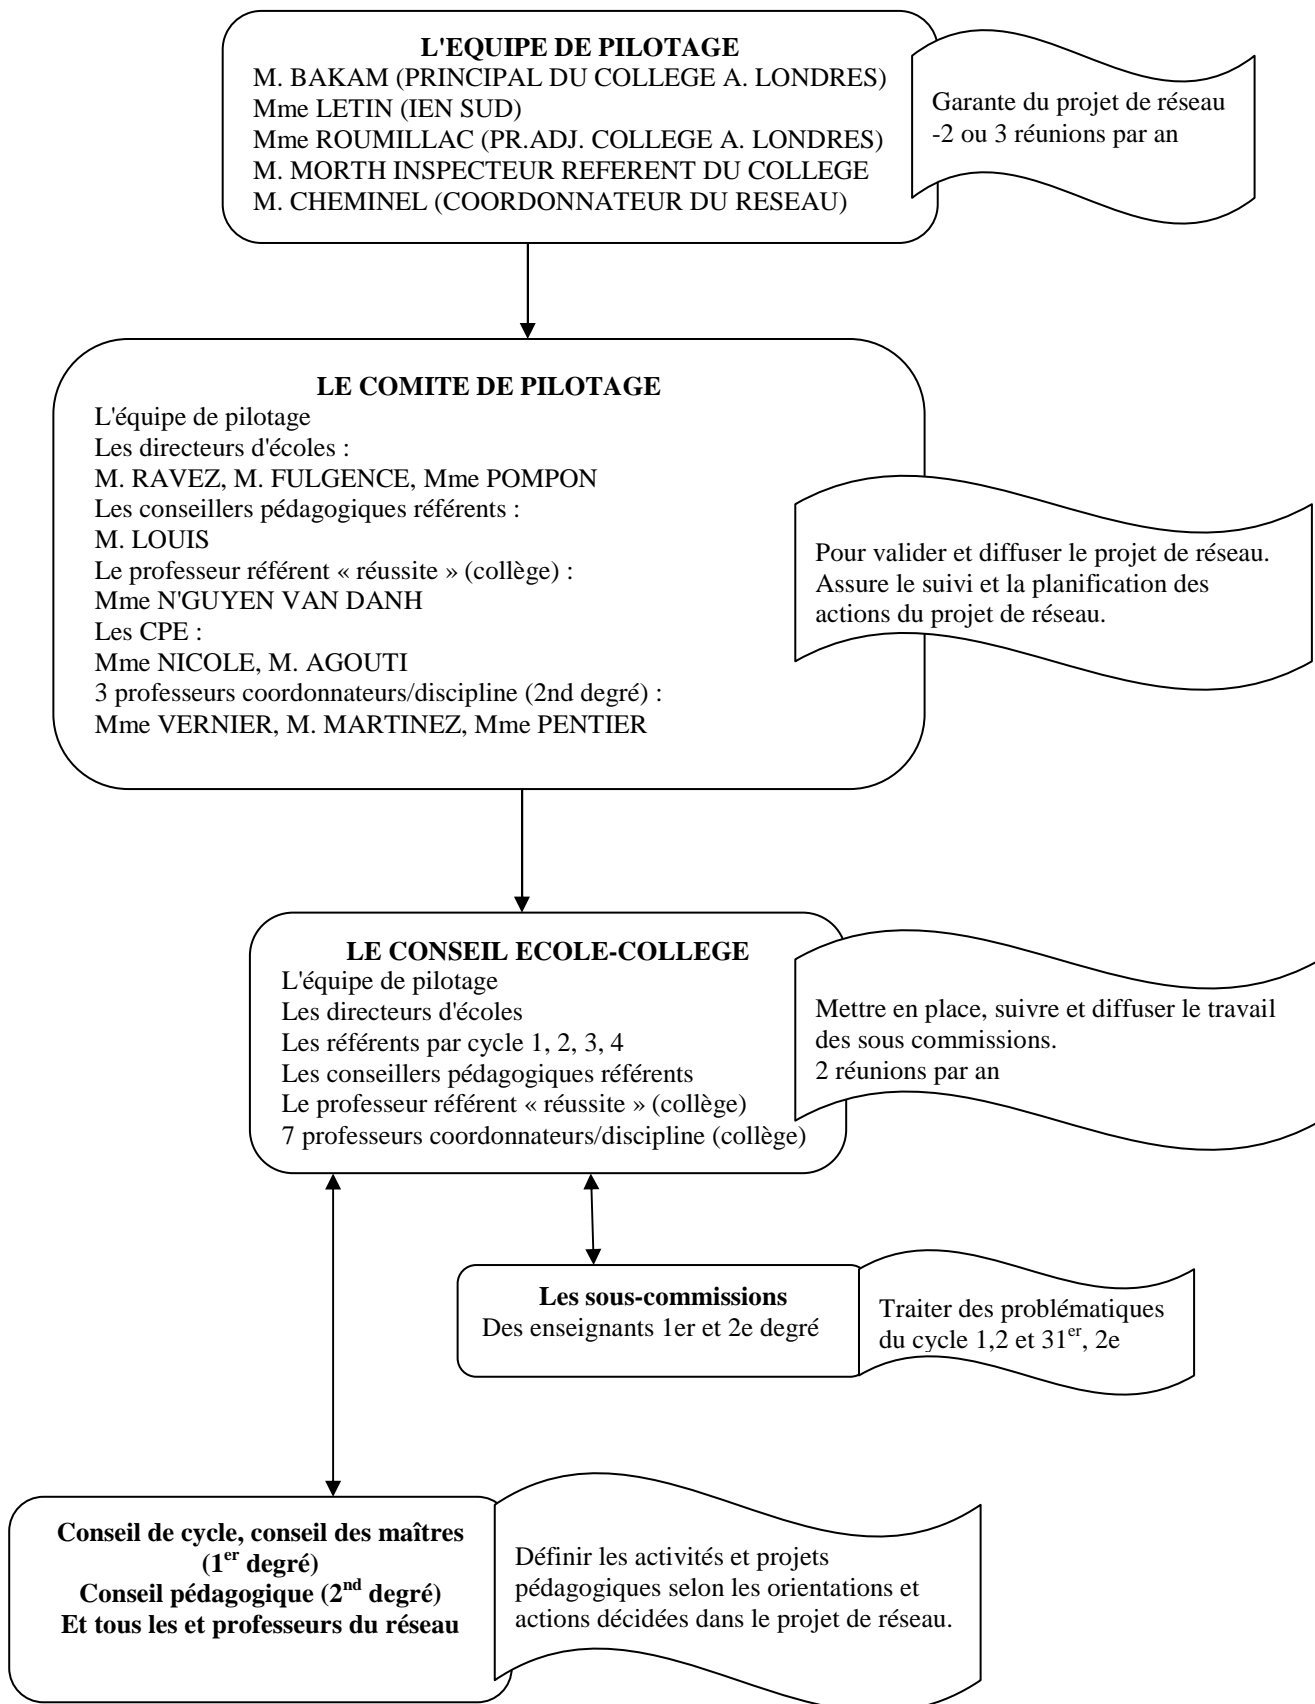 L'EQUIPE DE PILOTAGE
M. BAKAM (PRINCIPAL DU COLLEGE A. LONDRES)
Mme LETIN (IEN SUD)
Mme ROUMILLAC (PR.ADJ. COLLEGE A. LONDRES)
M. MORTH INSPECTEUR REFERENT DU COLLEGE
M. CHEMINEL (COORDONNATEUR DU RESEAU)
Garante du projet de réseau
-2 ou 3 réunions par an
LE COMITE DE PILOTAGE
L'équipe de pilotage
Les directeurs d'écoles :
M. RAVEZ, M. FULGENCE, Mme POMPON
Les conseillers pédagogiques référents :
M. LOUIS
Le professeur référent « réussite » (collège) :
Mme N'GUYEN VAN DANH
Les CPE :
Mme NICOLE, M. AGOUTI
3 professeurs coordonnateurs/discipline (2nd degré) :
Mme VERNIER, M. MARTINEZ, Mme PENTIER
Pour valider et diffuser le projet de réseau.
Assure le suivi et la planification des
actions du projet de réseau.
LE CONSEIL ECOLE-COLLEGE
L'équipe de pilotage
Les directeurs d'écoles
Les référents par cycle 1, 2, 3, 4
Les conseillers pédagogiques référents
Le professeur référent « réussite » (collège)
7 professeurs coordonnateurs/discipline (collège)
Mettre en place, suivre et diffuser le travail
des sous commissions.
2 réunions par an
Les sous-commissions
Des enseignants 1er et 2e degré
Traiter des problématiques
du cycle 1,2 et 31er, 2e
Conseil de cycle, conseil des maîtres
(1er degré)
Conseil pédagogique (2nd degré)
Et tous les et professeurs du réseau
Définir les activités et projets
pédagogiques selon les orientations et
actions décidées dans le projet de réseau.